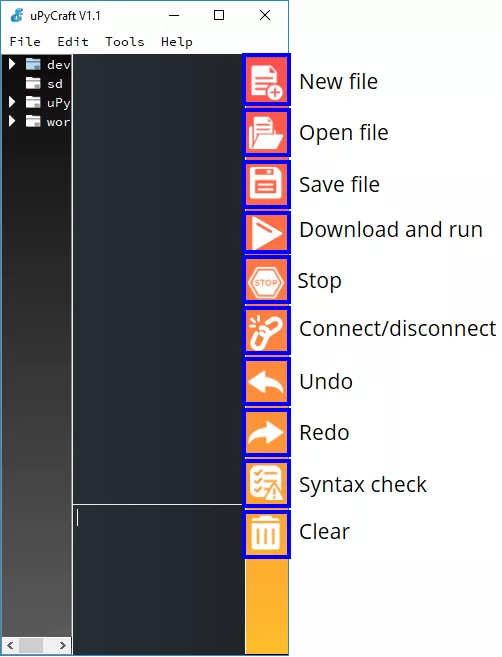 uPyCraft V1.1
File Edit Tools Help
dev
sd
uPy
wor
New file
Open file
Save file
Download and run
STOP
Stop
Connect/disconnect
Undo
Redo
Syntax check
Clear